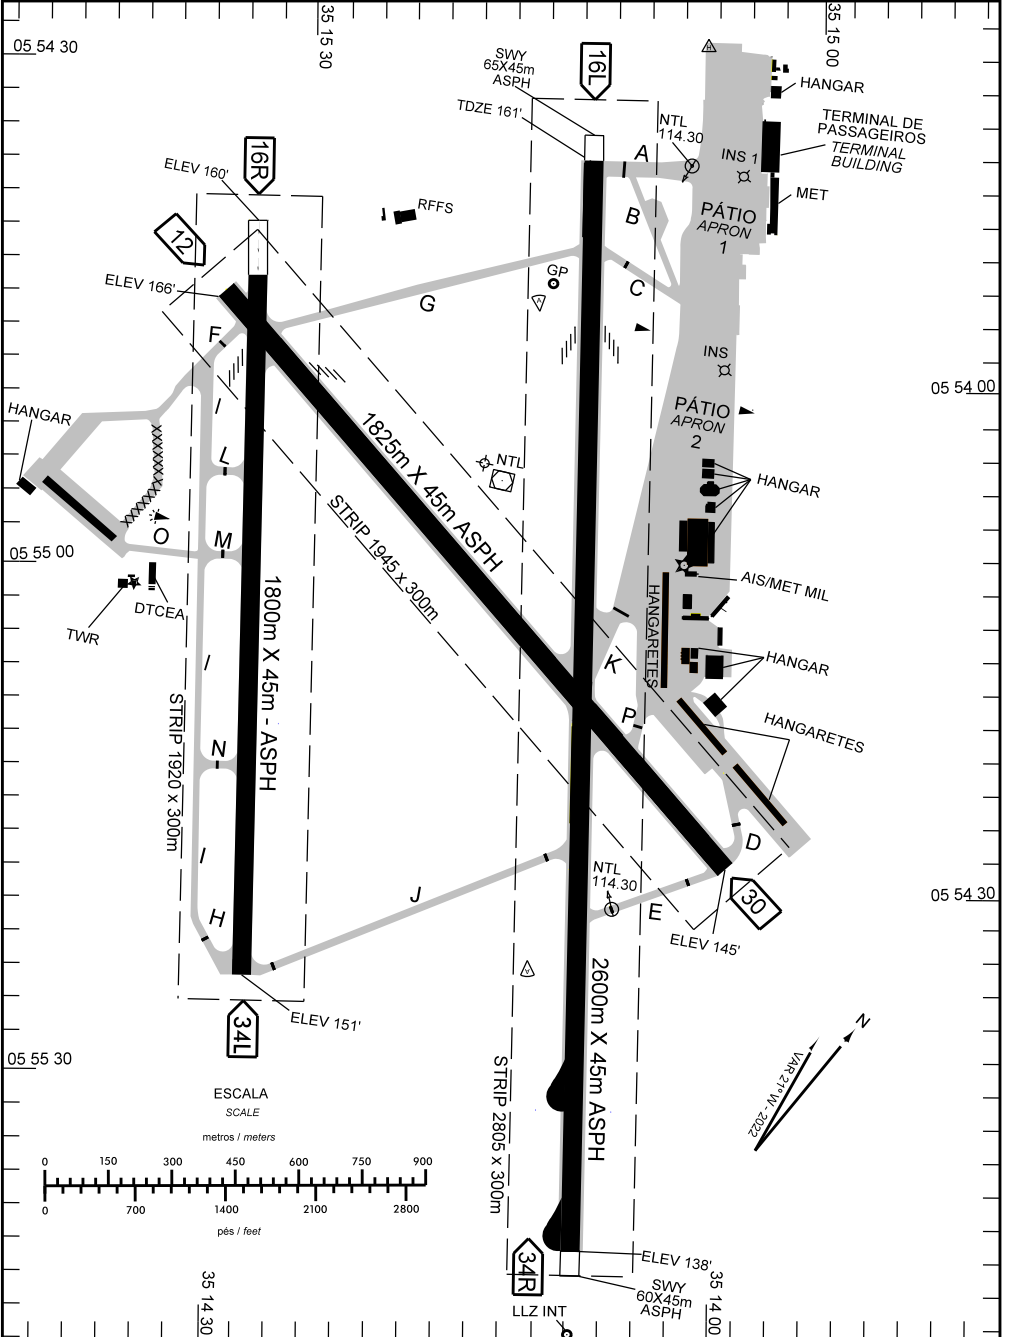 05 54 30
35 15 30
35 15 00
SWY
65X45m
ASPH
16L
TDZE 161'
HANGAR
TERMINAL DE
PASSAGEIROS
TERMINAL
BUILDING
NTL
114.30
A
INS 1
MET
16R
ELEV 160'
RFFS
B
PÁTIO
APRON
1
12
ELEV 166'
GP
C
G
F
INS
05 54 00
HANGAR
I
PÁTIO
APRON
2
1825m X 45m ASPH
L
NTL
HANGAR
STRIP 1945 x 300m
O
M
05 55 00
DTCEA
TWR
1800m X 45m - ASPH
AIS/MET MIL
HANGARETES
I
K
HANGAR
STRIP 1920 x 300m
P
HANGARETES
N
D
I
J
NTL
114.30
E
30
05 54 30
H
ELEV 145'
ELEV 151'
34L
2600m X 45m ASPH
N
VAR 21° W - 2022
05 55 30
STRIP 2805 x 300m
ESCALA
SCALE
metros / meters
0 150 300 450 600 750 900
0 700 1400 2100 2800
pés / feet
34R
ELEV 138'
SWY
60X45m
ASPH
LLZ INT
35 14 30
35 14 00